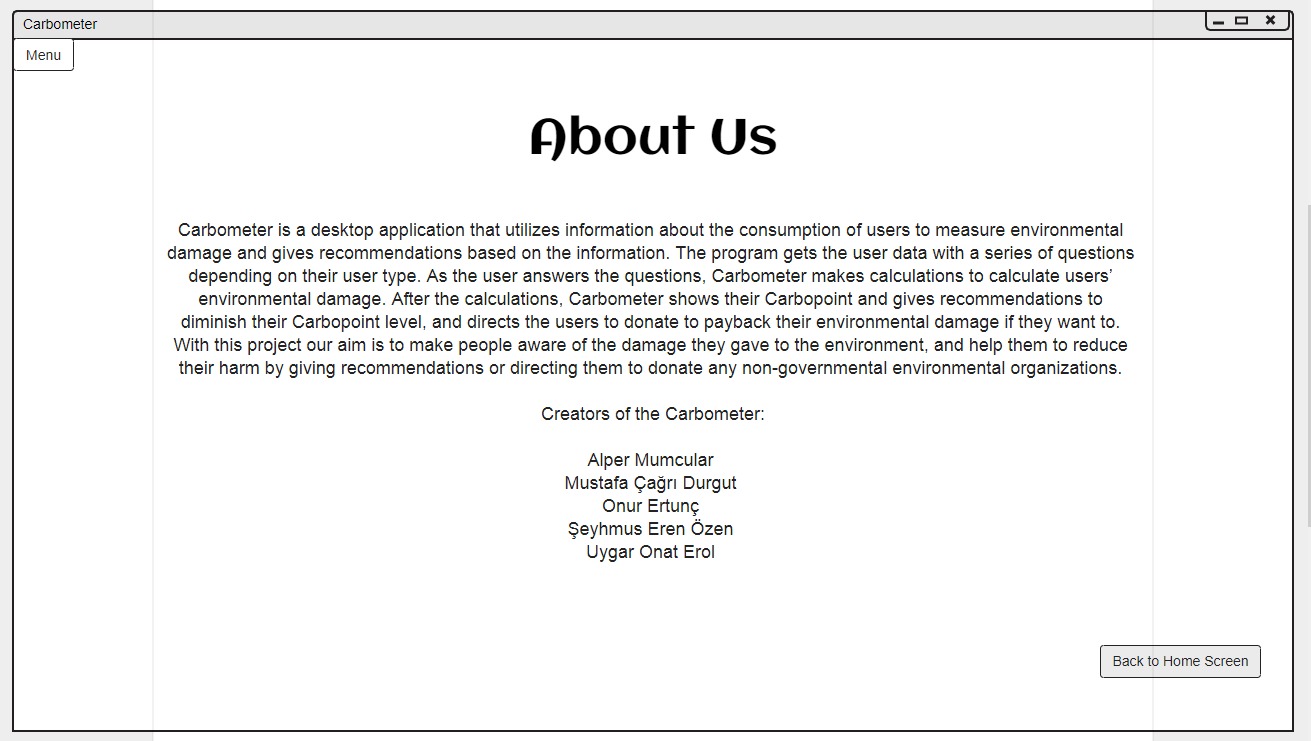 Carbometer
Menu
About Us
Carbometer is a desktop application that utilizes information about the consumption of users to measure environmental
damage and gives recommendations based on the information. The program gets the user data with a series of questions
depending on their user type. As the user answers the questions, Carbometer makes calculations to calculate users’
environmental damage. After the calculations, Carbometer shows their Carbopoint and gives recommendations to
diminish their Carbopoint level, and directs the users to donate to payback their environmental damage if they want to.
With this project our aim is to make people aware of the damage they gave to the environment, and help them to reduce
their harm by giving recommendations or directing them to donate any non-governmental environmental organizations.
Creators of the Carbometer:
Alper Mumcular
Mustafa Çağrı Durgut
Onur Ertunç
Şeyhmus Eren Özen
Uygar Onat Erol
Back to Home Screen